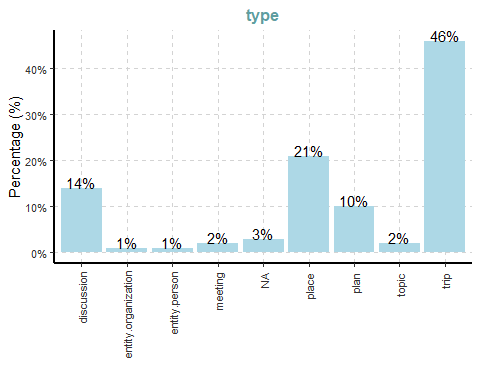 type
Percentage (%)
40%
30%
20%
10%
0%
14%
1%
1%
2%
3%
21%
10%
2%
46%
discussion
entity.organization
entity.person
meeting
NA
place
plan
topic
trip